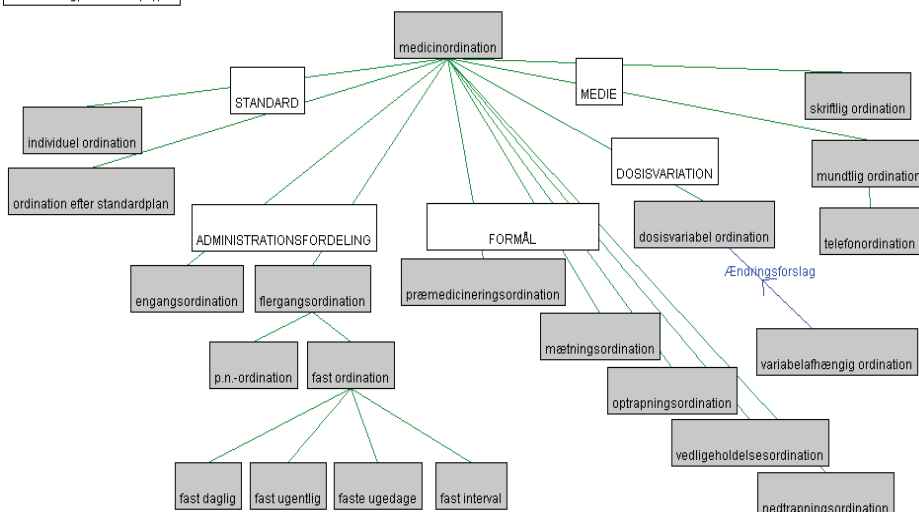 medicinordination
STANDARD
MEDIE
individuel ordination
skriftlig ordination
ordination efter standardplan
DOSISVARIATION
mundtlig ordination
ADMINISTRATIONSFORDELING
FORMÅL
dosisvariabel ordination
telefonordination
engangsordination
flergangsordination
præmedicineringsordination
Ændringsforslag
p.n.-ordination
fast ordination
mætningsordination
variabelafhængig ordination
optrapningsordination
vedligeholdelsesordination
fast daglig
fast ugentlig
faste ugedage
fast interval
nedtrapningsordination